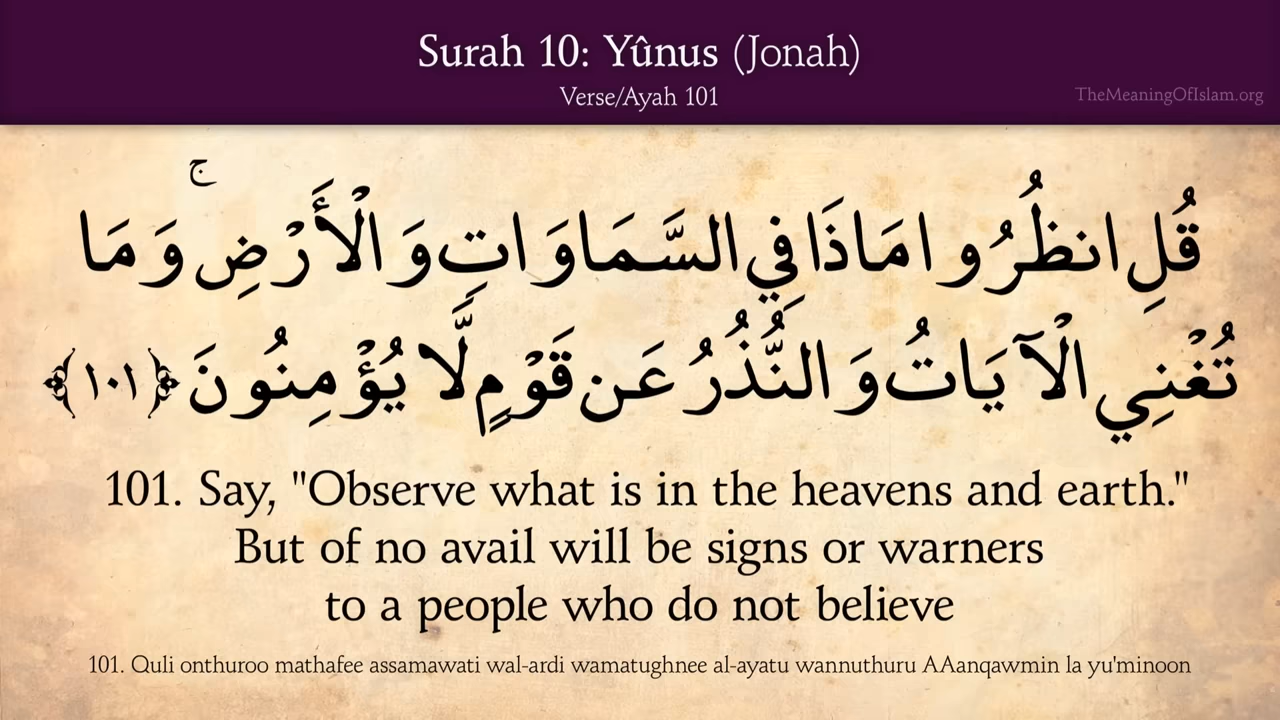 Surah 10: Yûnus (Jonah)
Verse/Ayah 101
TheMeaningOfIslam.org
قُلِ انظُرُوا مَاذَا فِي السَّمَاوَاتِ وَالْأَرْضِ ۚ وَمَا
تُغْنِي الْآيَاتُ وَالنُّذُرُ عَن قَوْمٍ لَّا يُؤْمِنُونَ ﴿١٠١﴾
101. Say, "Observe what is in the heavens and earth."
But of no avail will be signs or warners
to a people who do not believe
101. Quli onthuroo mathafee assamawati wal-ardi wamatughnee al-ayatu wannuthuru AAanqawmin la yu'minoon